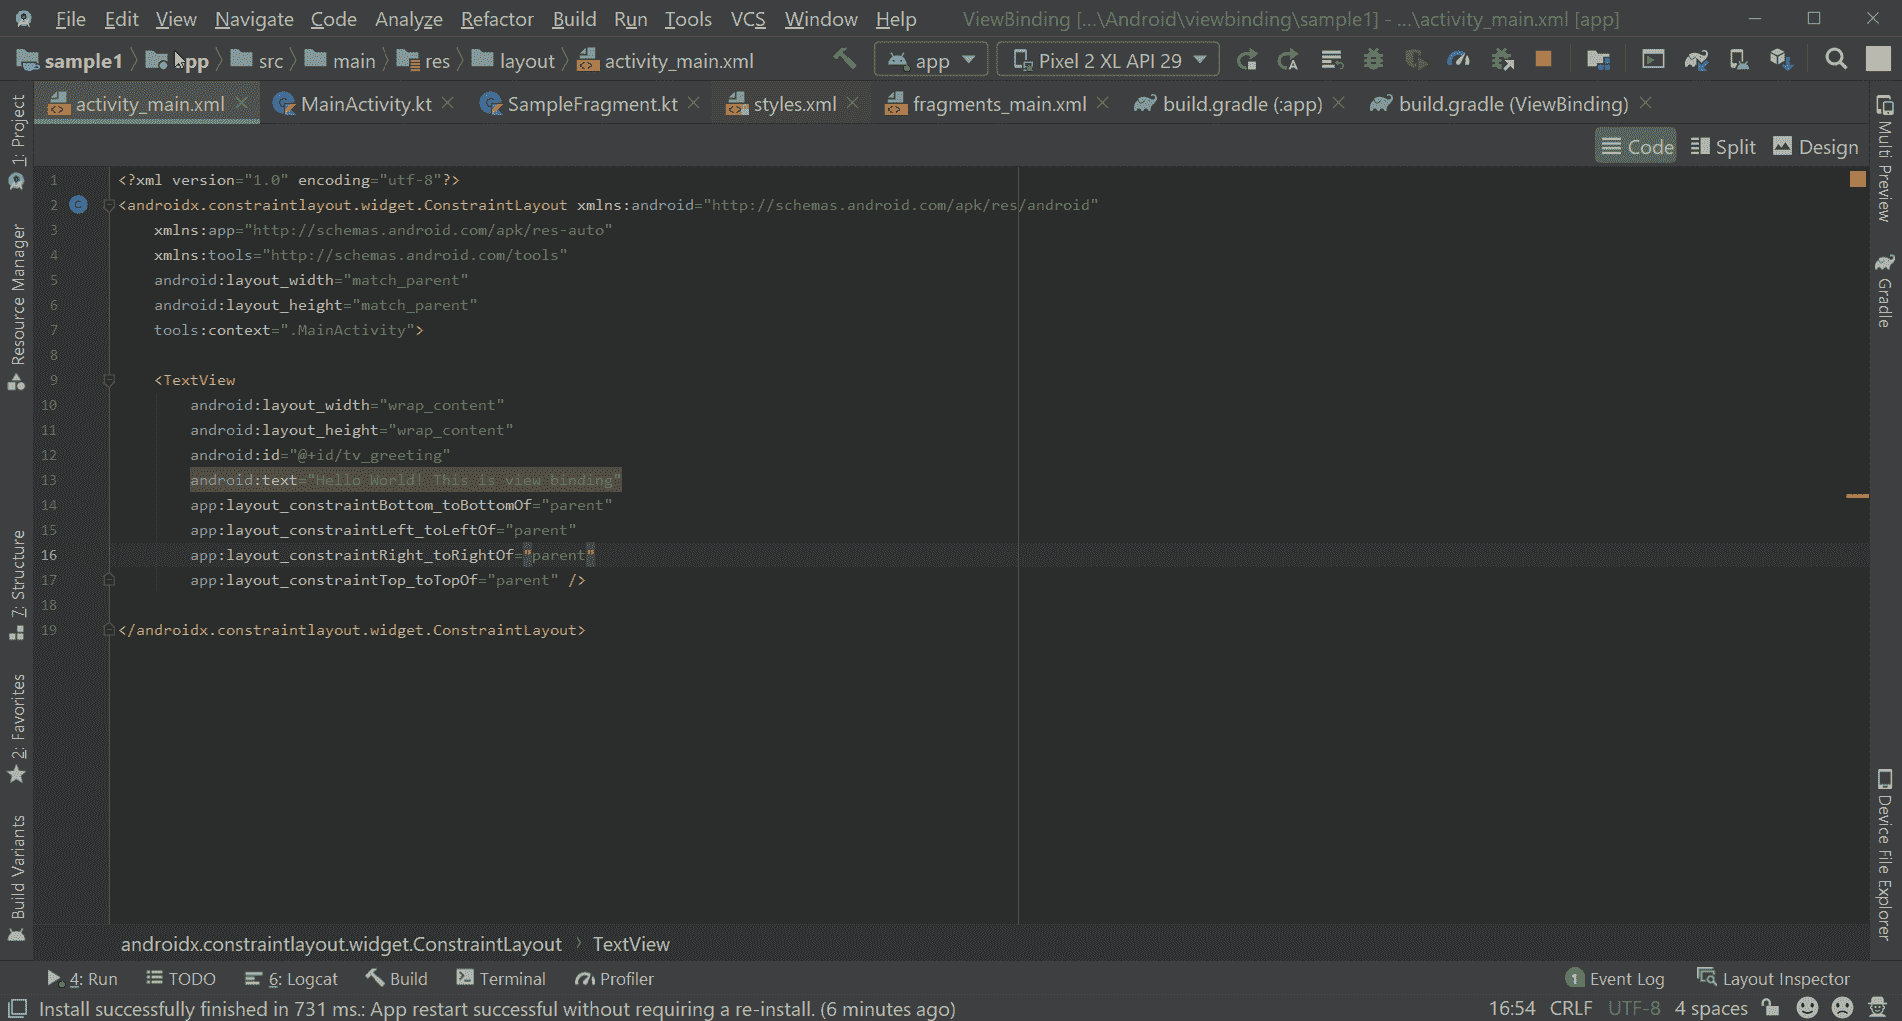 File Edit View Navigate Code Analyze Refactor Build Run Tools VCS Window Help ViewBinding [...\Android\viewbinding\sample1] - ...\activity_main.xml [app]
sample1 app src main res layout activity_main.xml app Pixel 2 XL API 29
activity_main.xml MainActivity.kt SampleFragment.kt styles.xml fragments_main.xml build.gradle (:app) build.gradle (ViewBinding)
Code Split Design
1: Project
Resource Manager
7: Structure
2: Favorites
Build Variants
1 <?xml version="1.0" encoding="utf-8"?>
2 C <androidx.constraintlayout.widget.ConstraintLayout xmlns:android="http://schemas.android.com/apk/res/android"
3 xmlns:app="http://schemas.android.com/apk/res-auto"
4 xmlns:tools="http://schemas.android.com/tools"
5 android:layout_width="match_parent"
6 android:layout_height="match_parent"
7 tools:context=".MainActivity">
8
9 <TextView
10 android:layout_width="wrap_content"
11 android:layout_height="wrap_content"
12 android:id="@+id/tv_greeting"
13 android:text="Hello World! This is view binding"
14 app:layout_constraintBottom_toBottomOf="parent"
15 app:layout_constraintLeft_toLeftOf="parent"
16 app:layout_constraintRight_toRightOf="parent"
17 app:layout_constraintTop_toTopOf="parent" />
18
19 </androidx.constraintlayout.widget.ConstraintLayout>
Multi Preview
Gradle
Device File Explorer
androidx.constraintlayout.widget.ConstraintLayout › TextView
4: Run TODO 6: Logcat Build Terminal Profiler 1 Event Log Layout Inspector
Install successfully finished in 731 ms.: App restart successful without requiring a re-install. (6 minutes ago) 16:54 CRLF UTF-8 4 spaces